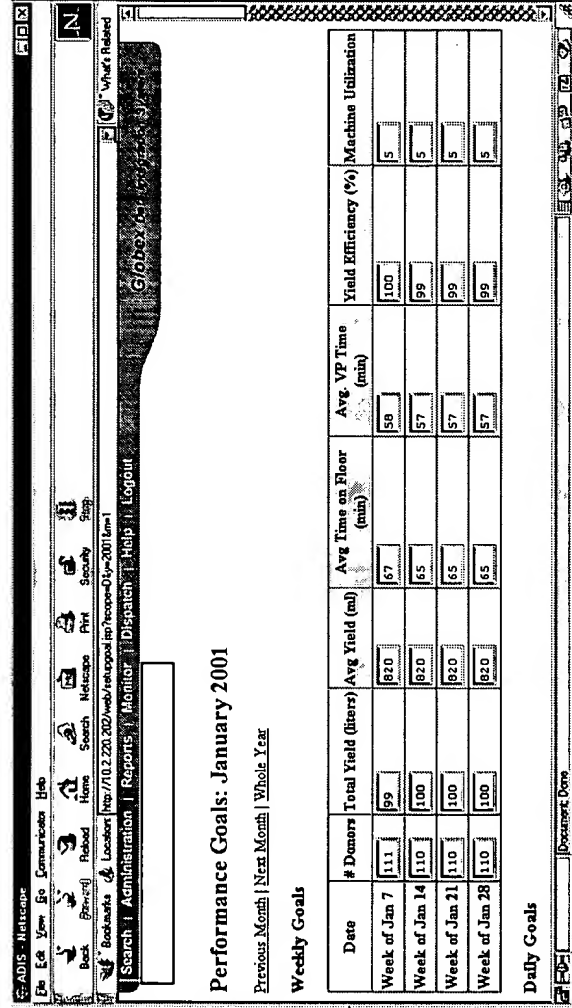 ADIS - Netscape
File Edit View Go Communicator Help
Back Forward Reload Home Search Netscape Print Security Stop
Bookmarks Location: http://10.2.220.202/web/setupgoal.jsp?scope=D&y=2001&m=1 What's Related
Search | Administration | Reports | Monitor | Dispatch | Help | Logout
Globex
Performance Goals: January 2001
Previous Month | Next Month | Whole Year
Weekly Goals
Date # Donors Total Yield (liters) Avg Yield (ml) Avg Time on Floor (min) Avg. VP Time (min) Yield Efficiency (%) Machine Utilization
Week of Jan 7 111 99 820 67 58 100 5
Week of Jan 14 110 100 820 65 57 99 5
Week of Jan 21 110 100 820 65 57 99 5
Week of Jan 28 110 100 820 65 57 99 5
Daily Goals
Document: Done